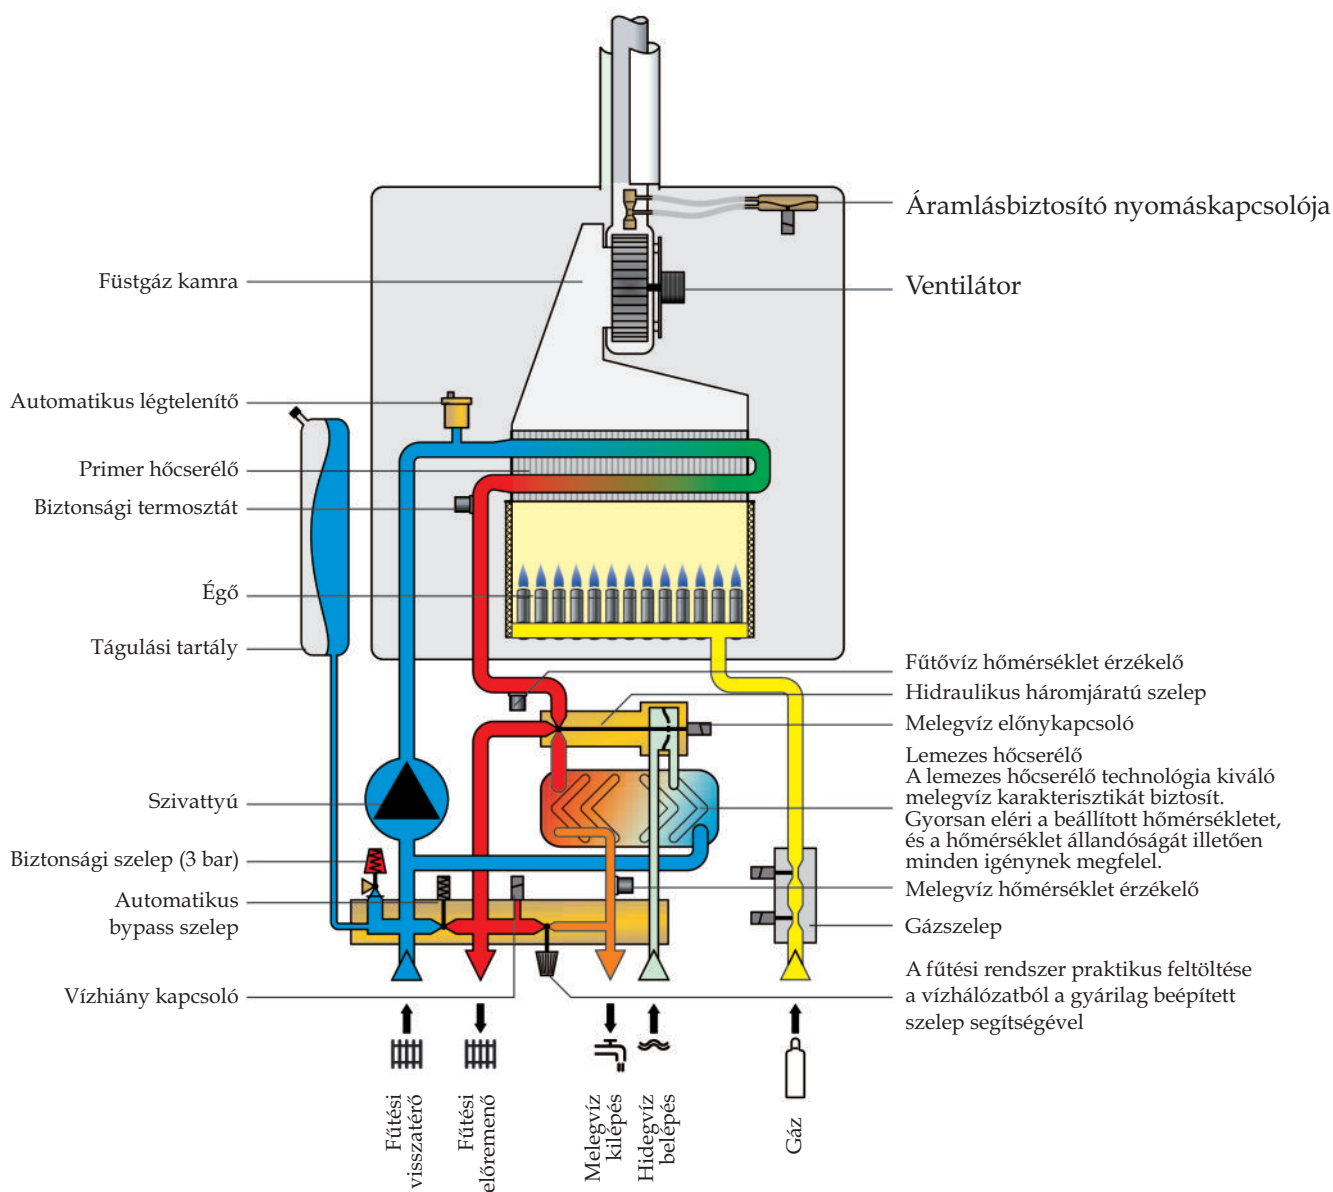 Áramlásbiztosító nyomáskapcsolója
Ventilátor
Füstgáz kamra
Automatikus légtelenítő
Primer hőcserélő
Biztonsági termosztát
Égő
Tágulási tartály
Szivattyú
Biztonsági szelep (3 bar)
Automatikus
bypass szelep
Vízhiány kapcsoló
Fűtővíz hőmérséklet érzékelő
Hidraulikus háromjáratú szelep
Melegvíz előnykapcsoló
Lemezes hőcserélő
A lemezes hőcserélő technológia kiváló
melegvíz karakterisztikát biztosít.
Gyorsan eléri a beállított hőmérsékletet,
és a hőmérséklet állandóságát illetően
minden igénynek megfelel.
Melegvíz hőmérséklet érzékelő
Gázszelep
A fűtési rendszer praktikus feltöltése
a vízhálózatból a gyárilag beépített
szelep segítségével
Fűtési
visszatérő
Fűtési
előremenő
Melegvíz
kilépés
Hidegvíz
belépés
Gáz